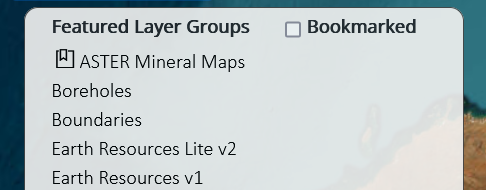 Featured Layer Groups Bookmarked
ASTER Mineral Maps
Boreholes
Boundaries
Earth Resources Lite v2
Earth Resources v1